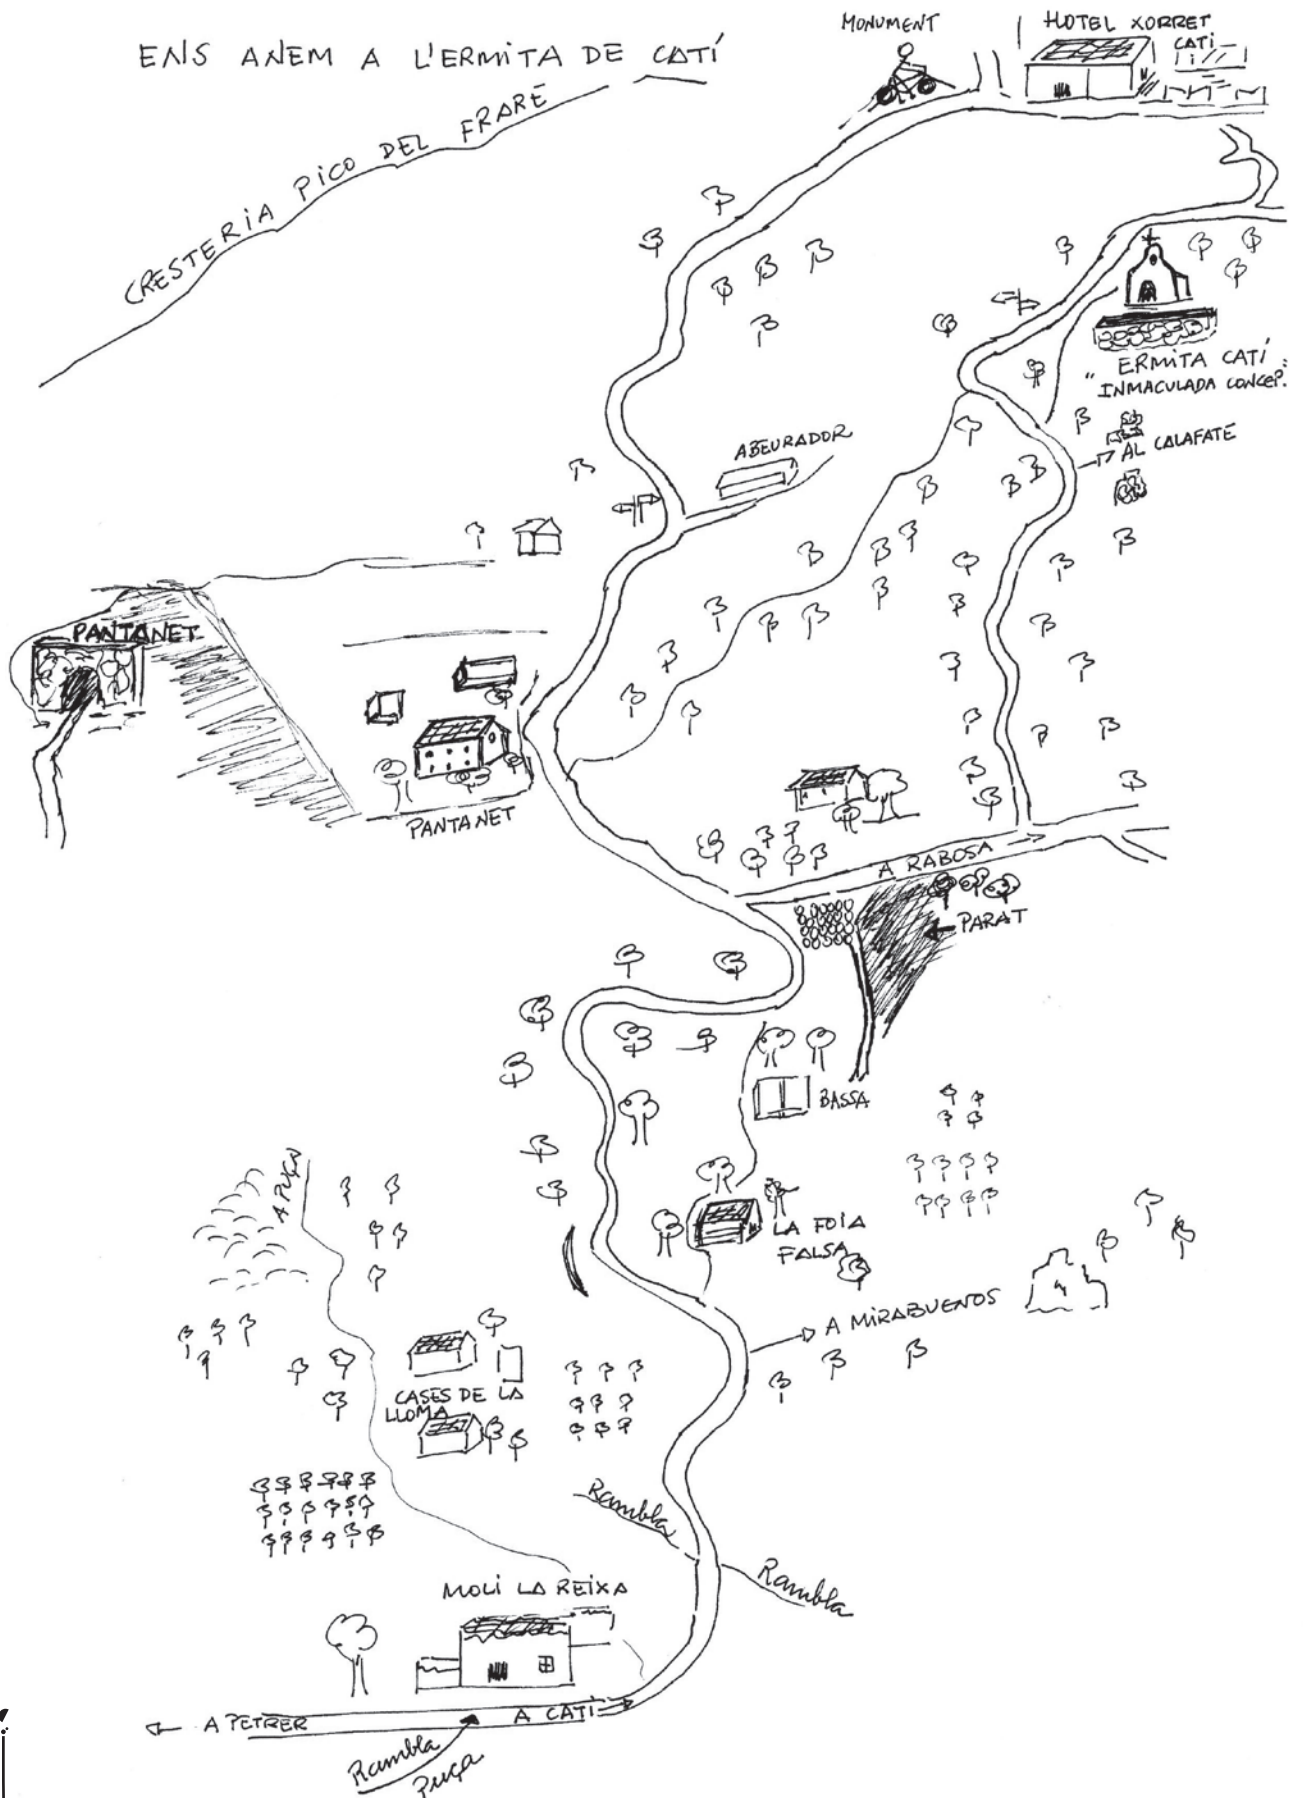 MONUMENT
HOTEL XORRET
CATÍ
ENS ANEM A L'ERMITA DE CATÍ
CRESTERIA PICO DEL FRARE
ERMITA CATÍ
"INMACULADA CONCEP."
AL CALAFATE
ABEURADOR
PANTANET
PANTANET
A RABOSA
PARAT
BASSA
A PUÇA
LA FOIA
FALSA
A MIRABUENOS
CASES DE LA
LLOMA
Rambla
Rambla
MOLÍ LA REIXA
A PETRER
A CATÍ
Rambla
Puça